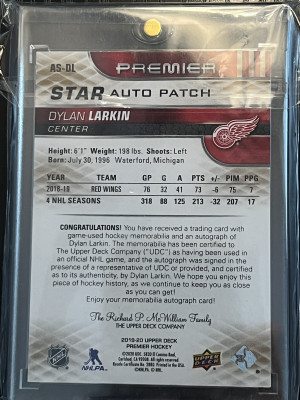 AS-DL
PREMIER
STAR AUTO PATCH
DYLAN LARKIN
CENTER
Height: 6'1" Weight: 198 lbs. Shoots: Left
Born: July 30, 1996 Waterford, Michigan
YEAR TEAM GP G A PTS +/- PIM PPG
2018-19 RED WINGS 76 32 41 73 -6 75 7
4 NHL SEASONS 318 88 125 213 -32 207 17
CONGRATULATIONS! You have received a trading card with
game-used hockey memorabilia and an autograph of
Dylan Larkin. The memorabilia has been certified to
The Upper Deck Company ("UDC") as having been used in
an official NHL game, and the autograph was signed in the
presence of a representative of UDC or provided, and certified
as to its authenticity, by Dylan Larkin. We hope you enjoy this
piece of hockey history, as we continue to keep you as close
as you can get!
Enjoy your memorabilia autograph card!
The Richard P. McWilliam Family
THE UPPER DECK COMPANY
2019-20 UPPER DECK
PREMIER HOCKEY
NHL
NHLPA
UPPER DECK